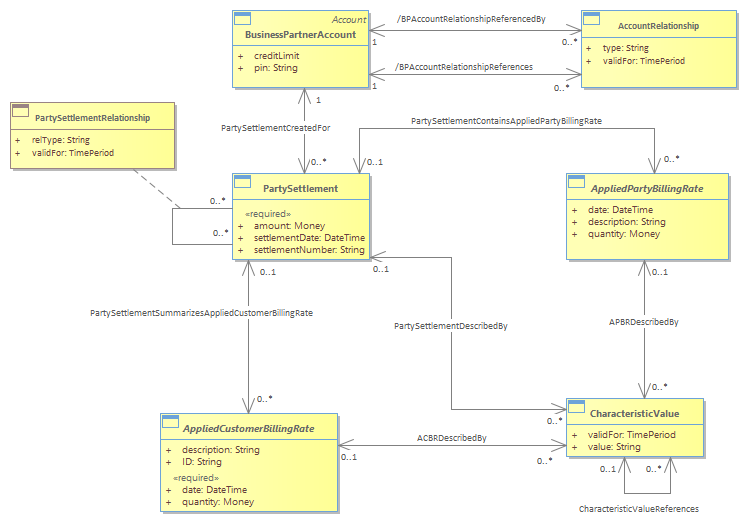 Account
BusinessPartnerAccount
+ creditLimit
+ pin: String
/BPAccountRelationshipReferencedBy
1
0..*
/BPAccountRelationshipReferences
1
0..*
AccountRelationship
+ type: String
+ validFor: TimePeriod
PartySettlementRelationship
+ relType: String
+ validFor: TimePeriod
1
PartySettlementCreatedFor
0..*
PartySettlementContainsAppliedPartyBillingRate
0..1
0..*
PartySettlement
«required»
+ amount: Money
+ settlementDate: DateTime
+ settlementNumber: String
0..*
0..*
AppliedPartyBillingRate
+ date: DateTime
+ description: String
+ quantity: Money
0..1
0..1
0..1
PartySettlementSummarizesAppliedCustomerBillingRate
PartySettlementDescribedBy
APBRDescribedBy
0..*
0..*
0..*
AppliedCustomerBillingRate
+ description: String
+ ID: String
«required»
+ date: DateTime
+ quantity: Money
0..1
ACBRDescribedBy
0..*
CharacteristicValue
+ validFor: TimePeriod
+ value: String
0..1
0..*
CharacteristicValueReferences